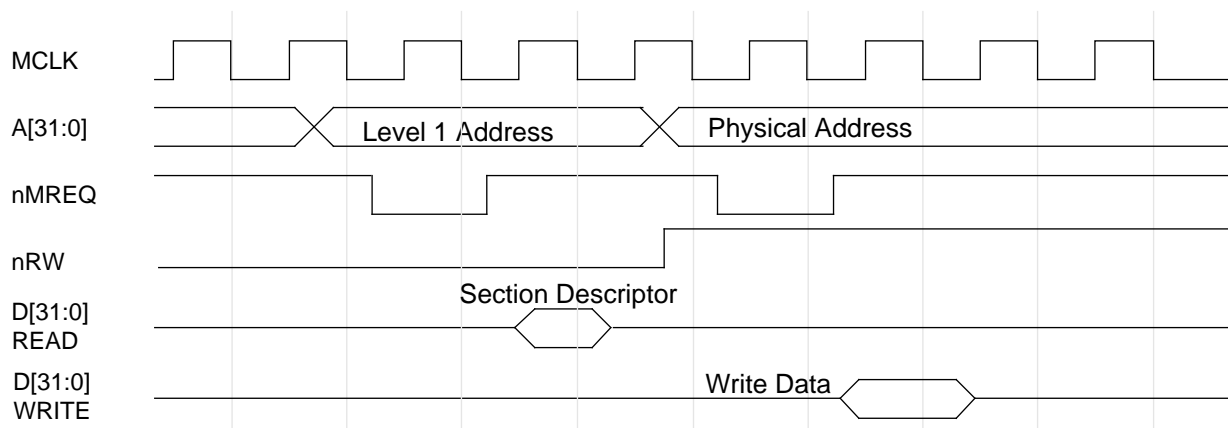 MCLK
A[31:0]
Level 1 Address
Physical Address
nMREQ
nRW
Section Descriptor
D[31:0]
READ
D[31:0]
WRITE
Write Data